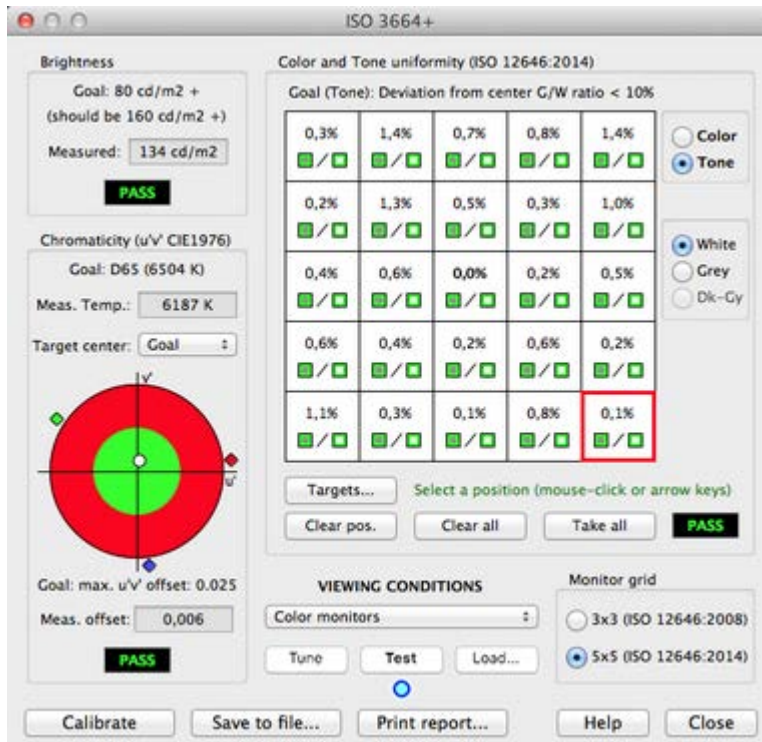 ISO 3664+
Brightness
Goal: 80 cd/m2 +
(should be 160 cd/m2 +)
Measured: 134 cd/m2
PASS
Chromaticity (u'v' CIE1976)
Goal: D65 (6504 K)
Meas. Temp.: 6187 K
Target center: Goal
v'
u'
Goal: max. u'v' offset: 0.025
Meas. offset: 0,006
PASS
Color and Tone uniformity (ISO 12646:2014)
Goal (Tone): Deviation from center G/W ratio < 10%
0,3% 1,4% 0,7% 0,8% 1,4%
0,2% 1,3% 0,5% 0,3% 1,0%
0,4% 0,6% 0,0% 0,2% 0,5%
0,6% 0,4% 0,2% 0,6% 0,2%
1,1% 0,3% 0,1% 0,8% 0,1%
Color
Tone
White
Grey
Dk-Gy
Targets... Select a position (mouse-click or arrow keys)
Clear pos. Clear all Take all PASS
VIEWING CONDITIONS
Color monitors
Tune Test Load...
Monitor grid
3x3 (ISO 12646:2008)
5x5 (ISO 12646:2014)
Calibrate Save to file... Print report... Help Close